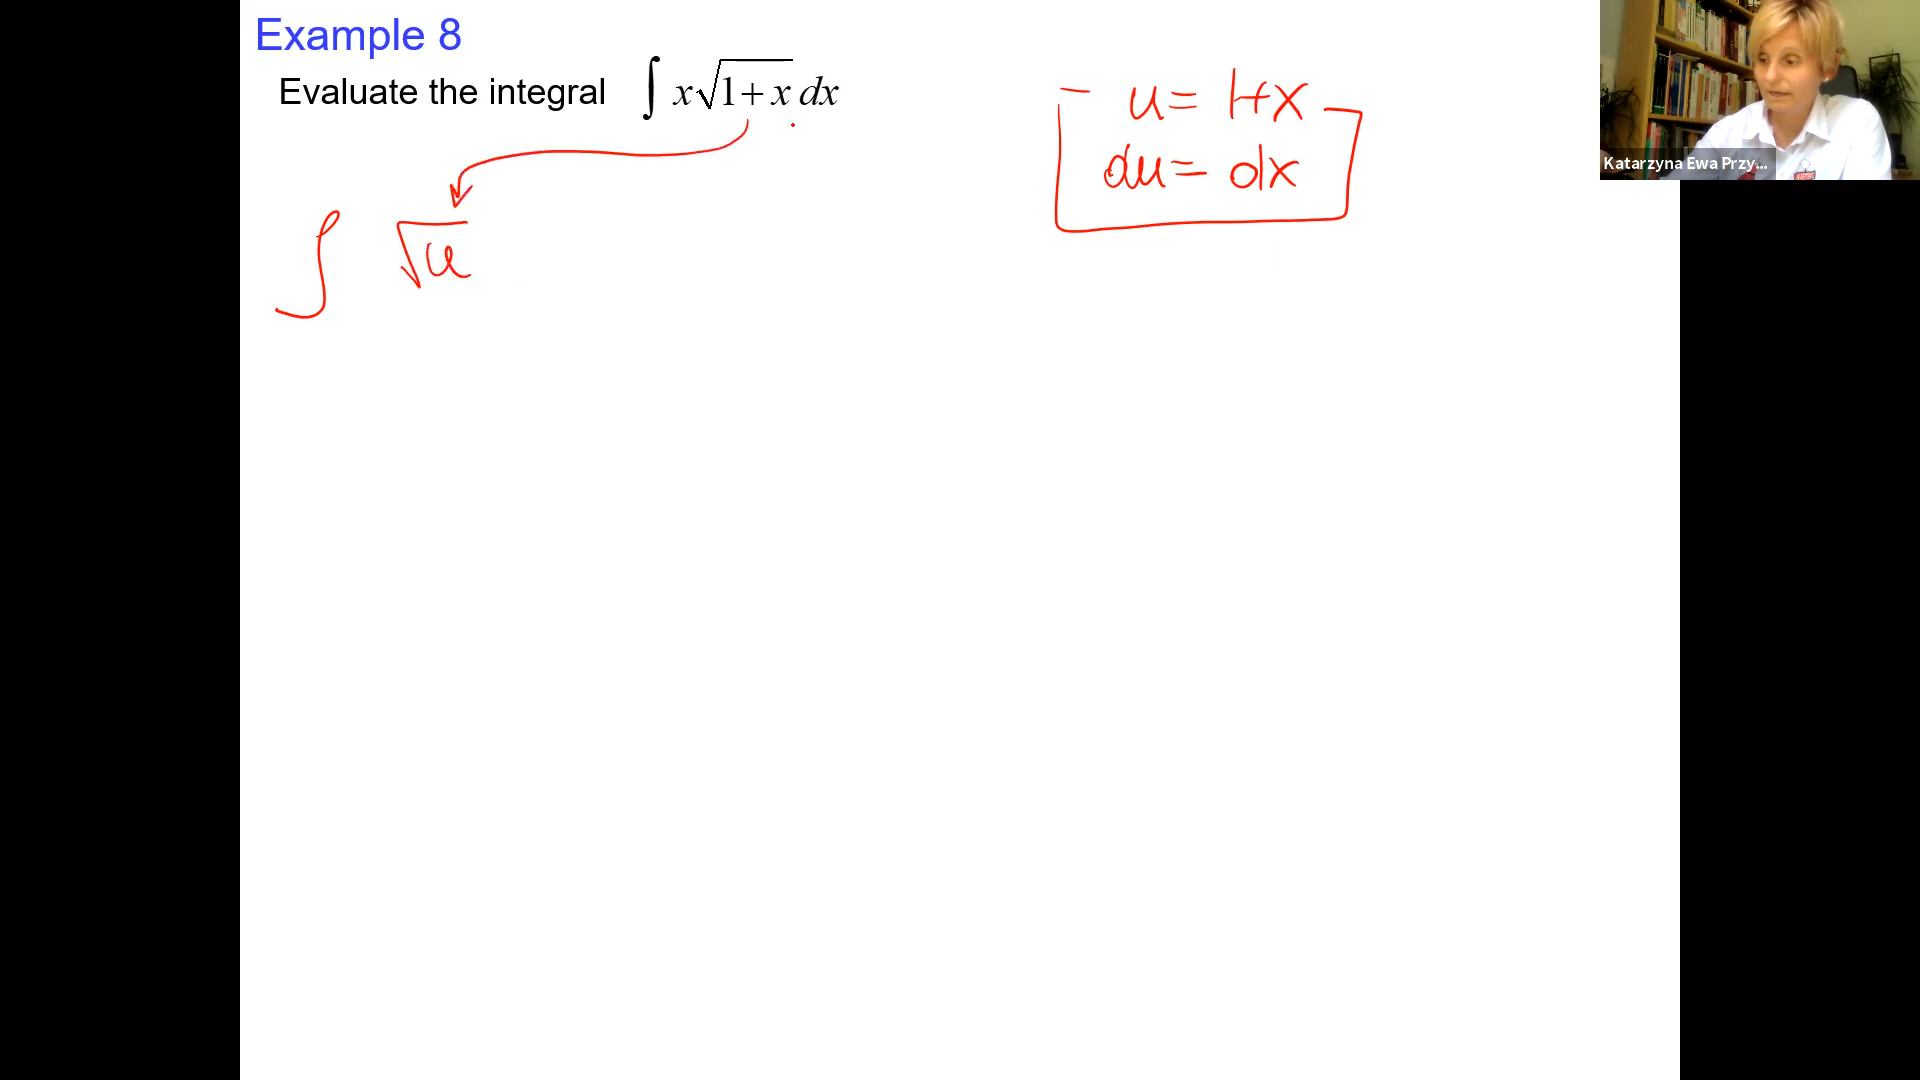 Example 8
Evaluate the integral ∫ x√(1+x) dx
u = 1+x
du = dx
∫ √u
Katarzyna Ewa Przy...